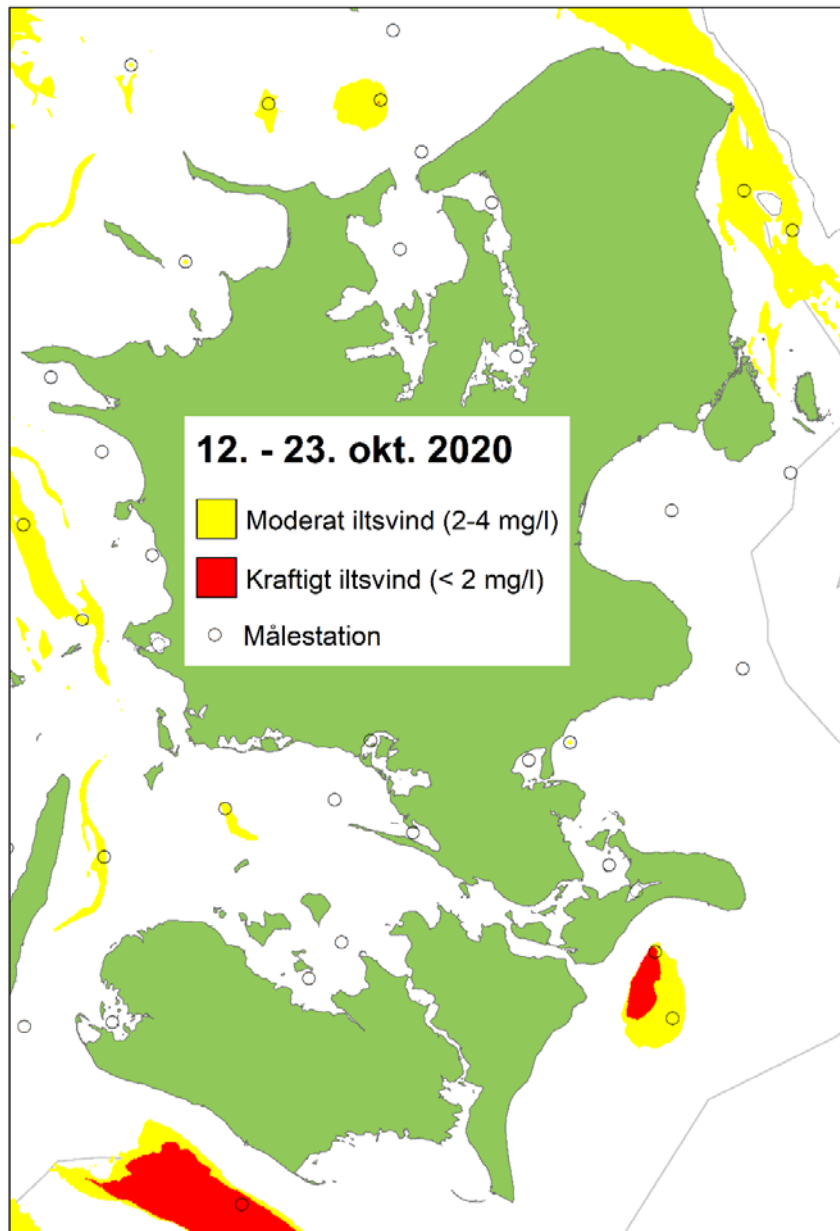 12. - 23. okt. 2020
Moderat iltsvind (2-4 mg/l)
Kraftigt iltsvind (< 2 mg/l)
Målestation